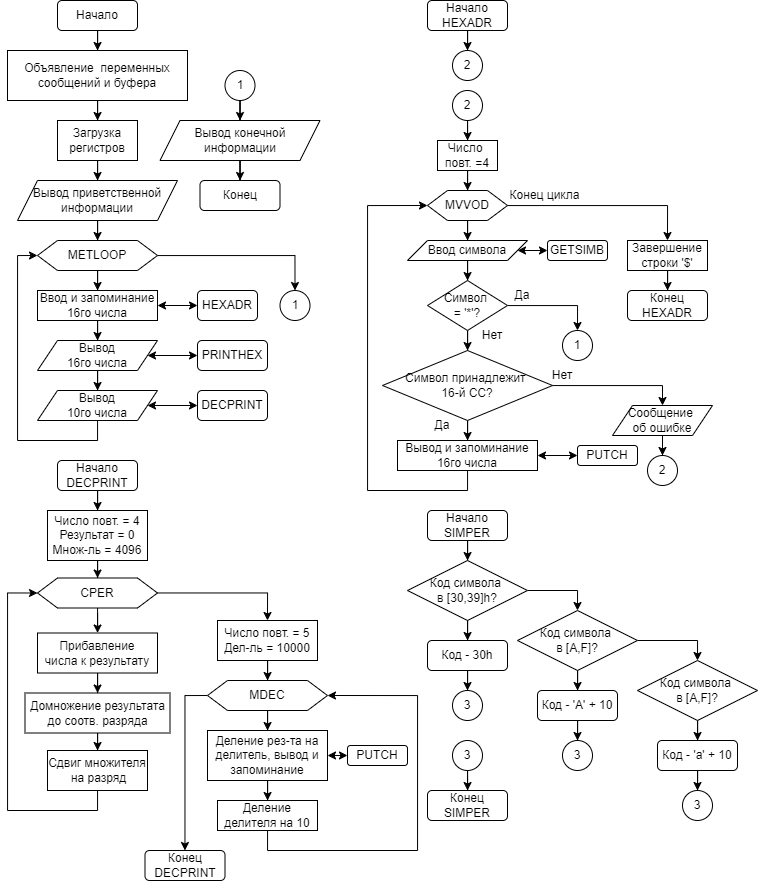 Начало
Объявление переменных
сообщений и буфера
Загрузка
регистров
Вывод приветственной
информации
METLOOP
Ввод и запоминание
16го числа
HEXADR
Вывод
16го числа
PRINTHEX
Вывод
10го числа
DECPRINT
1
1
Вывод конечной
информации
Конец
Начало
HEXADR
2
2
Число
повт. =4
MVVOD
Конец цикла
Завершение
строки '$'
Конец
HEXADR
Ввод символа
GETSIMB
Символ
= '*'?
Да
1
Нет
Символ принадлежит
16-й СС?
Нет
Сообщение
об ошибке
2
Да
Вывод и запоминание
16го числа
PUTCH
Начало
DECPRINT
Число повт. = 4
Результат = 0
Множ-ль = 4096
CPER
Прибавление
числа к результату
Домножение результата
до соотв. разряда
Сдвиг множителя
на разряд
Число повт. = 5
Дел-ль = 10000
MDEC
Деление рез-та на
делитель, вывод и
запоминание
PUTCH
Деление
делителя на 10
Конец
DECPRINT
Начало
SIMPER
Код символа
в [30,39]h?
Код - 30h
3
Код символа
в [A,F]?
Код - 'A' + 10
3
Код символа
в [A,F]?
Код - 'a' + 10
3
3
Конец
SIMPER